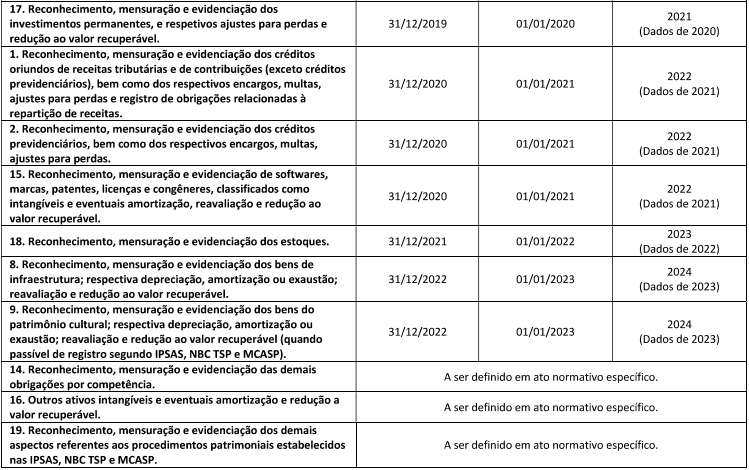 17. Reconhecimento, mensuração e evidenciação dos
investimentos permanentes, e respetivos ajustes para perdas e
redução ao valor recuperável.
31/12/2019
01/01/2020
2021
(Dados de 2020)
1. Reconhecimento, mensuração e evidenciação dos créditos
oriundos de receitas tributárias e de contribuições (exceto créditos
previdenciários), bem como dos respectivos encargos, multas,
ajustes para perdas e registro de obrigações relacionadas à
repartição de receitas.
31/12/2020
01/01/2021
2022
(Dados de 2021)
2. Reconhecimento, mensuração e evidenciação dos créditos
previdenciários, bem como dos respectivos encargos, multas,
ajustes para perdas.
31/12/2020
01/01/2021
2022
(Dados de 2021)
15. Reconhecimento, mensuração e evidenciação de softwares,
marcas, patentes, licenças e congêneres, classificados como
intangíveis e eventuais amortização, reavaliação e redução ao
valor recuperável.
31/12/2020
01/01/2021
2022
(Dados de 2021)
18. Reconhecimento, mensuração e evidenciação dos estoques.
31/12/2021
01/01/2022
2023
(Dados de 2022)
8. Reconhecimento, mensuração e evidenciação dos bens de
infraestrutura; respectiva depreciação, amortização ou exaustão;
reavaliação e redução ao valor recuperável.
31/12/2022
01/01/2023
2024
(Dados de 2023)
9. Reconhecimento, mensuração e evidenciação dos bens do
patrimônio cultural; respectiva depreciação, amortização ou
exaustão; reavaliação e redução ao valor recuperável (quando
passível de registro segundo IPSAS, NBC TSP e MCASP).
31/12/2022
01/01/2023
2024
(Dados de 2023)
14. Reconhecimento, mensuração e evidenciação das demais
obrigações por competência.
A ser definido em ato normativo específico.
16. Outros ativos intangíveis e eventuais amortização e redução a
valor recuperável.
A ser definido em ato normativo específico.
19. Reconhecimento, mensuração e evidenciação dos demais
aspectos referentes aos procedimentos patrimoniais estabelecidos
nas IPSAS, NBC TSP e MCASP.
A ser definido em ato normativo específico.